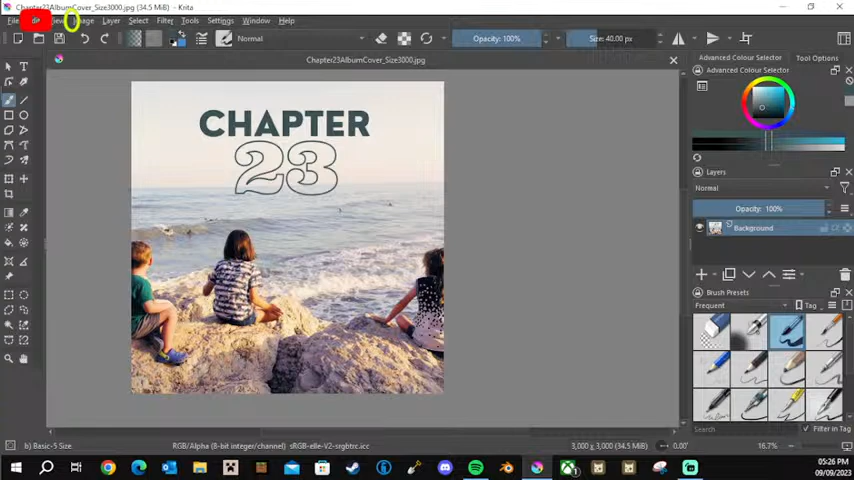 Chapter23AlbumCover_Size3000.jpg (34.5 MiB) - Krita
File
Image Layer Select Filter Tools Settings Window Help
Normal
Opacity: 100%
Size: 40.00 px
Chapter23AlbumCover_Size3000.jpg
Advanced Colour Selector
Tool Options
Advanced Colour Selector
CHAPTER
23
Layers
Normal
Opacity: 100%
Background
Brush Presets
Frequent
Tag
Search
Filter in Tag
b) Basic-5 Size
RGB/Alpha (8-bit integer/channel) sRGB-elle-V2-srgbtrc.icc
3,000 x 3,000 (34.5 MiB)
0.00°
16.7%
05:26 PM
09/09/2023